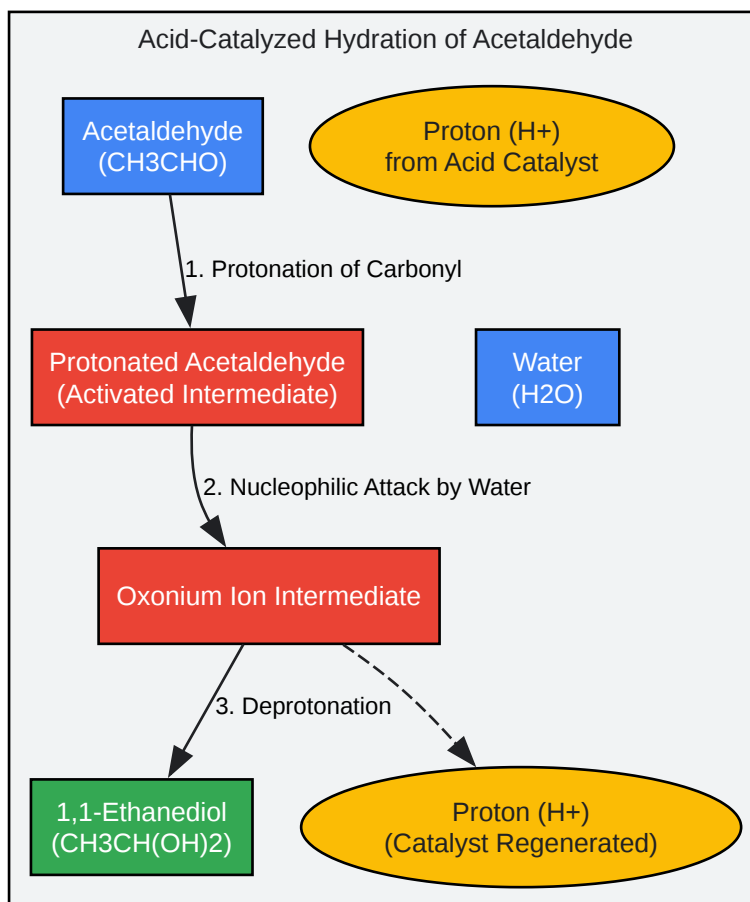 Acid-Catalyzed Hydration of Acetaldehyde
Acetaldehyde
(CH3CHO)
Proton (H+)
from Acid Catalyst
1. Protonation of Carbonyl
Protonated Acetaldehyde
(Activated Intermediate)
Water
(H2O)
2. Nucleophilic Attack by Water
Oxonium Ion Intermediate
3. Deprotonation
1,1-Ethanediol
(CH3CH(OH)2)
Proton (H+)
(Catalyst Regenerated)